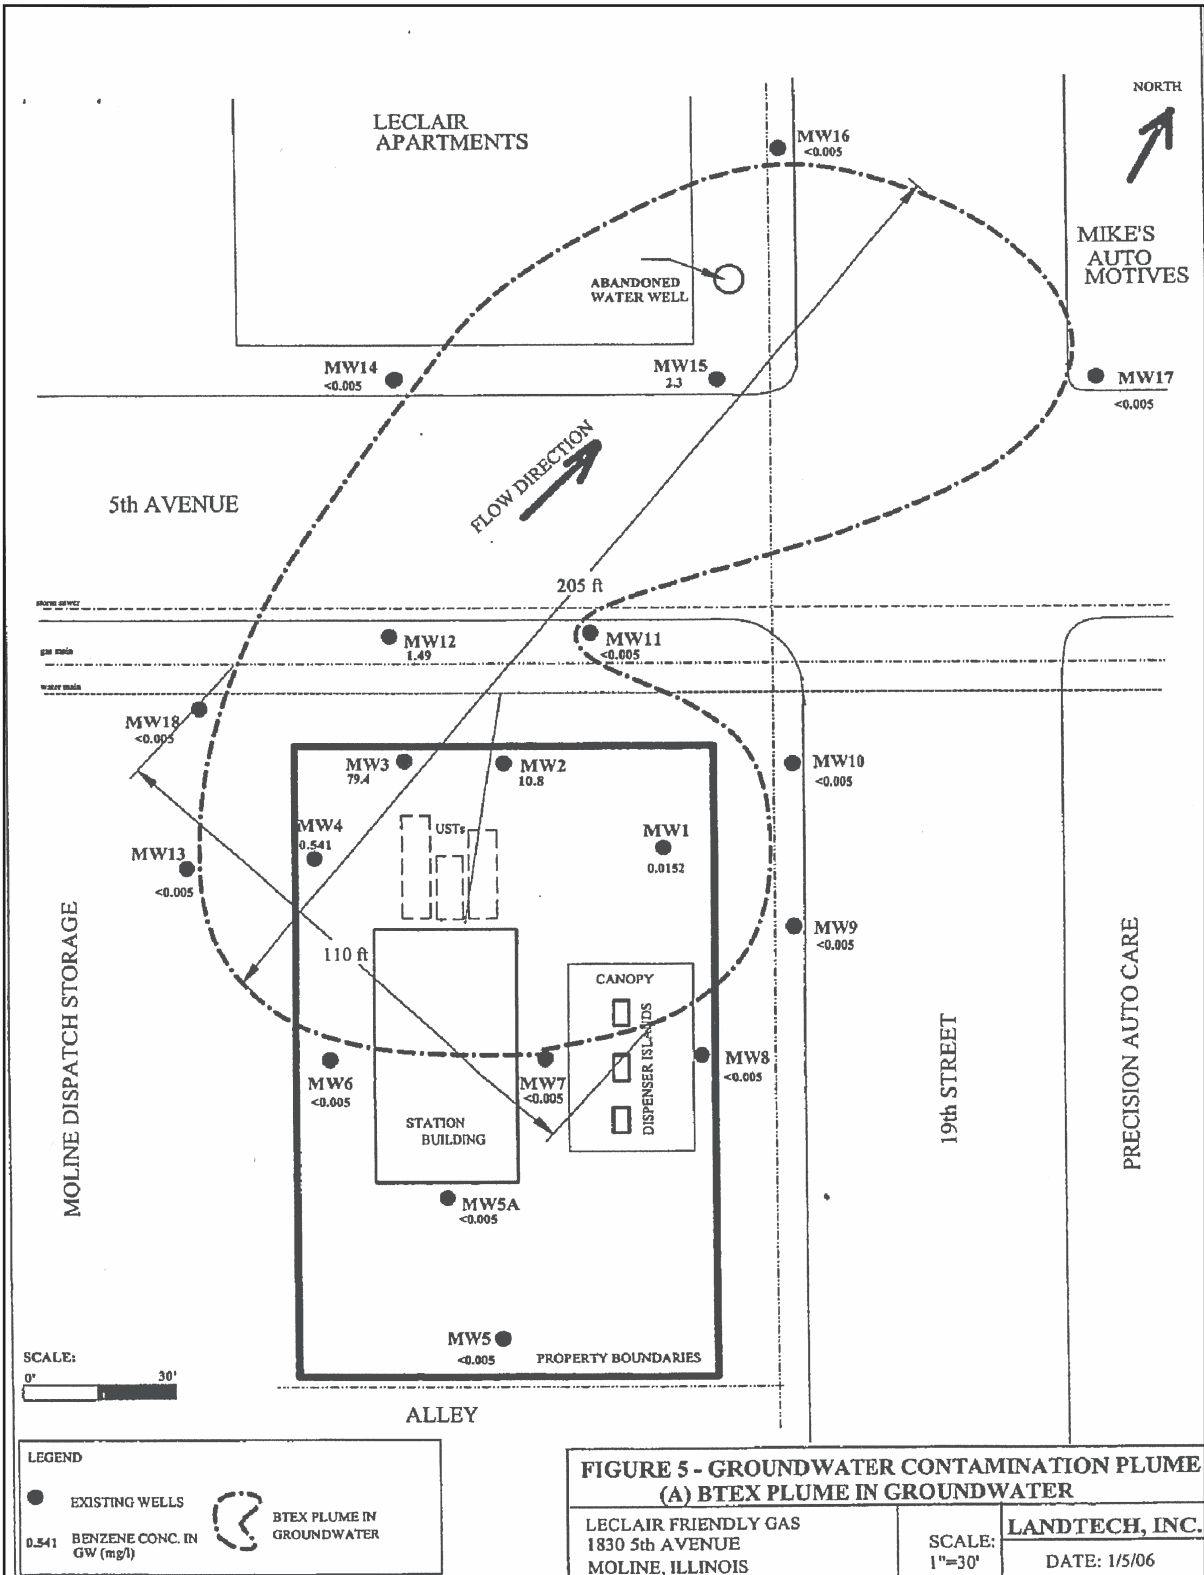 NORTH
LECLAIR
APARTMENTS
MW16
<0.005
MIKE'S
AUTO
MOTIVES
ABANDONED
WATER WELL
MW14
<0.005
MW15
2.3
MW17
<0.005
FLOW DIRECTION
5th AVENUE
205 ft
storm sewer
MW12
1.49
MW11
<0.005
gas main
water main
MW18
<0.005
MW3
79.4
MW2
10.8
MW10
<0.005
MW4
0.541
USTs
MW1
0.0152
MW13
<0.005
MW9
<0.005
110 ft
CANOPY
DISPENSER ISLANDS
MOLINE DISPATCH STORAGE
19th STREET
PRECISION AUTO CARE
MW6
<0.005
MW7
<0.005
MW8
<0.005
STATION
BUILDING
MW5A
<0.005
MW5
<0.005
PROPERTY BOUNDARIES
SCALE:
0' 30'
ALLEY
LEGEND
EXISTING WELLS
0.541 BENZENE CONC. IN
GW (mg/l)
BTEX PLUME IN
GROUNDWATER
FIGURE 5 - GROUNDWATER CONTAMINATION PLUME
(A) BTEX PLUME IN GROUNDWATER
LECLAIR FRIENDLY GAS
1830 5th AVENUE
MOLINE, ILLINOIS
SCALE:
1"=30'
LANDTECH, INC.
DATE: 1/5/06